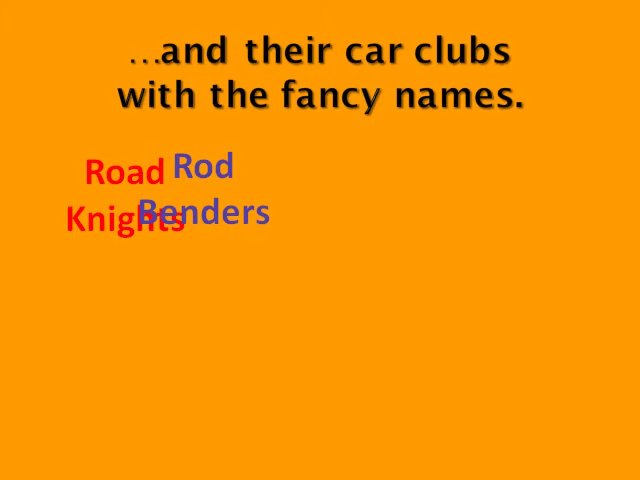 ...and their car clubs
with the fancy names.
Road
Knights
Rod
Benders